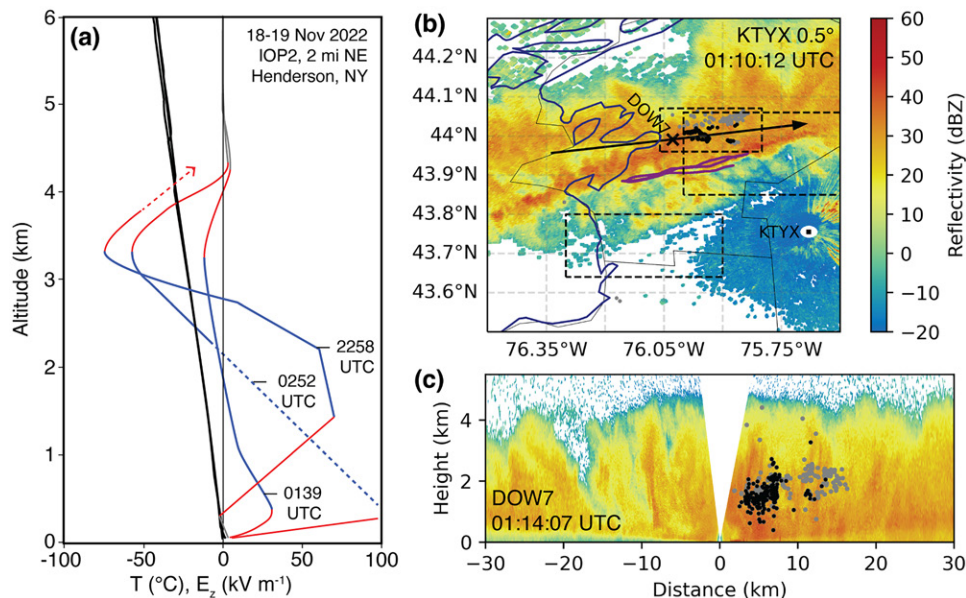 (a)
18-19 Nov 2022
IOP2, 2 mi NE
Henderson, NY
6
5
4
3
2
1
0
Altitude (km)
2258
UTC
0252
UTC
0139
UTC
-100
-50
0
50
100
T (°C), E_z (kV m⁻¹)
(b)
KTYX 0.5°
01:10:12 UTC
DOW7
KTYX
44.2°N
44.1°N
44°N
43.9°N
43.8°N
43.7°N
43.6°N
76.35°W
76.05°W
75.75°W
60
50
40
30
20
10
0
−10
−20
Reflectivity (dBZ)
(c)
4
2
0
Height (km)
DOW7
01:14:07 UTC
−30
−20
−10
0
10
20
30
Distance (km)